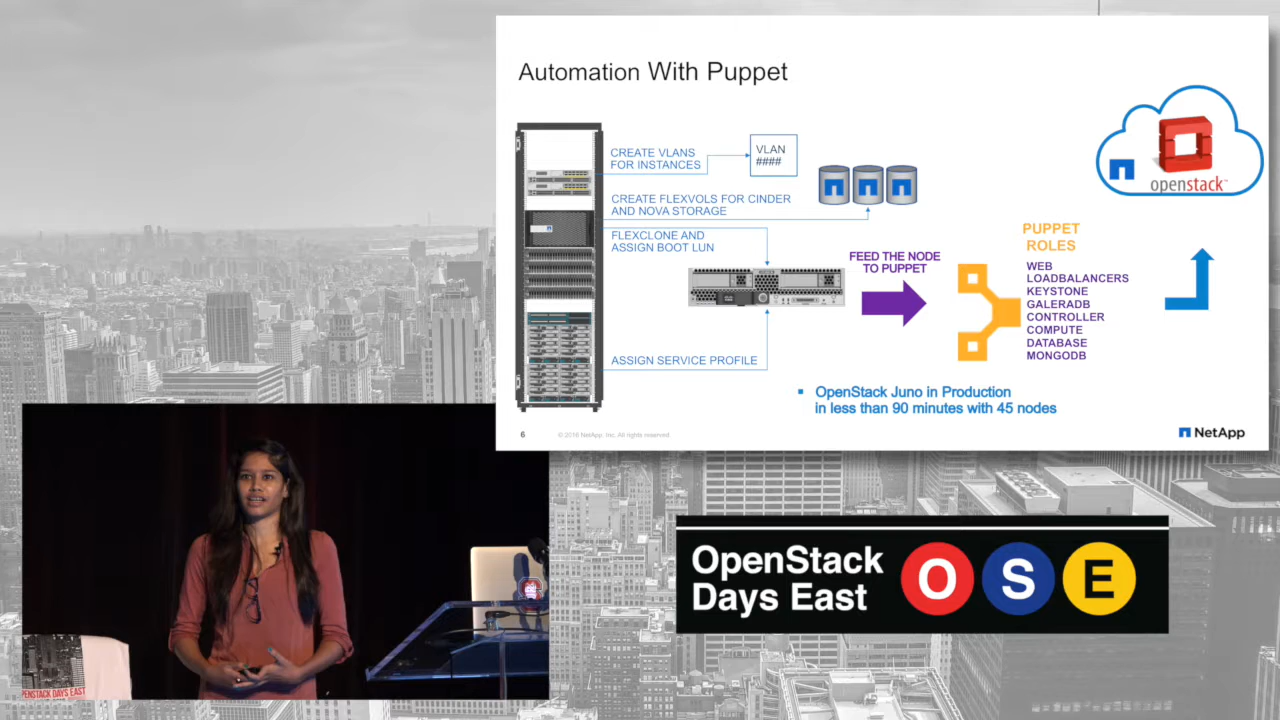 Automation With Puppet
CREATE VLANS
FOR INSTANCES
VLAN
####
CREATE FLEXVOLS FOR CINDER
AND NOVA STORAGE
FLEXCLONE AND
ASSIGN BOOT LUN
ASSIGN SERVICE PROFILE
FEED THE NODE
TO PUPPET
PUPPET
ROLES
WEB
LOADBALANCERS
KEYSTONE
GALERADB
CONTROLLER
COMPUTE
DATABASE
MONGODB
openstack™
▪ OpenStack Juno in Production
in less than 90 minutes with 45 nodes
6
© 2016 NetApp, Inc. All rights reserved
NetApp
OpenStack
Days East
O S E
PENSTACK DAYS EAST